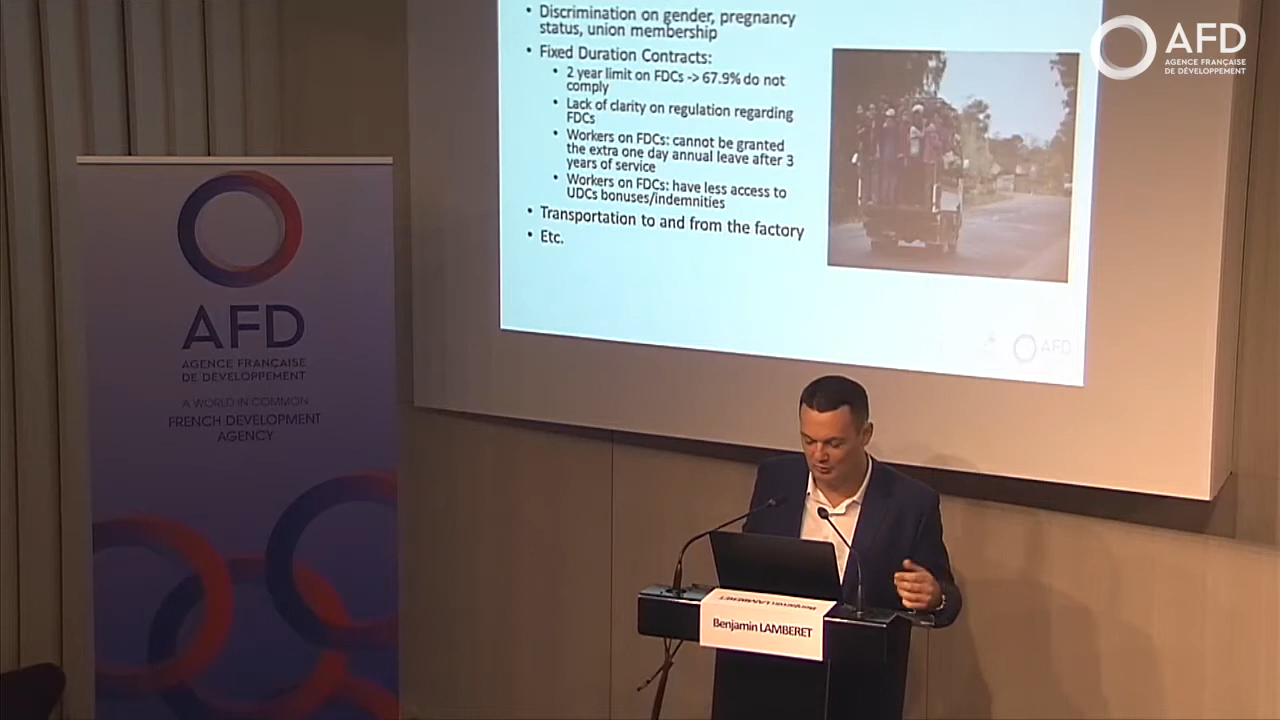 • Discrimination on gender, pregnancy
status, union membership
• Fixed Duration Contracts:
• 2 year limit on FDCs -> 67.9% do not
comply
• Lack of clarity on regulation regarding
FDCs
• Workers on FDCs: cannot be granted
the extra one day annual leave after 3
years of service
• Workers on FDCs: have less access to
UDCs bonuses/indemnities
• Transportation to and from the factory
• Etc.
AFD
AFD
AGENCE FRANÇAISE
DE DÉVELOPPEMENT
AFD
AGENCE FRANÇAISE
DE DÉVELOPPEMENT
A WORLD IN COMMON
FRENCH DEVELOPMENT
AGENCY
Benjamin LAMBERET
Benjamin LAMBERET